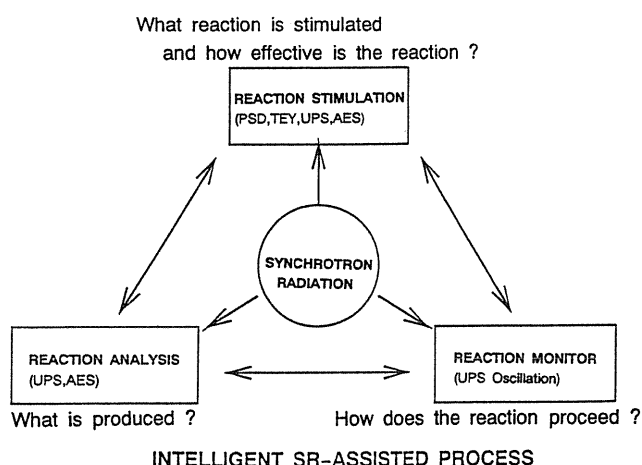 What reaction is stimulated
and how effective is the reaction ?
REACTION STIMULATION
(PSD,TEY,UPS,AES)
SYNCHROTRON
RADIATION
REACTION ANALYSIS
(UPS,AES)
REACTION MONITOR
(UPS Oscillation)
What is produced ?
How does the reaction proceed ?
INTELLIGENT SR-ASSISTED PROCESS